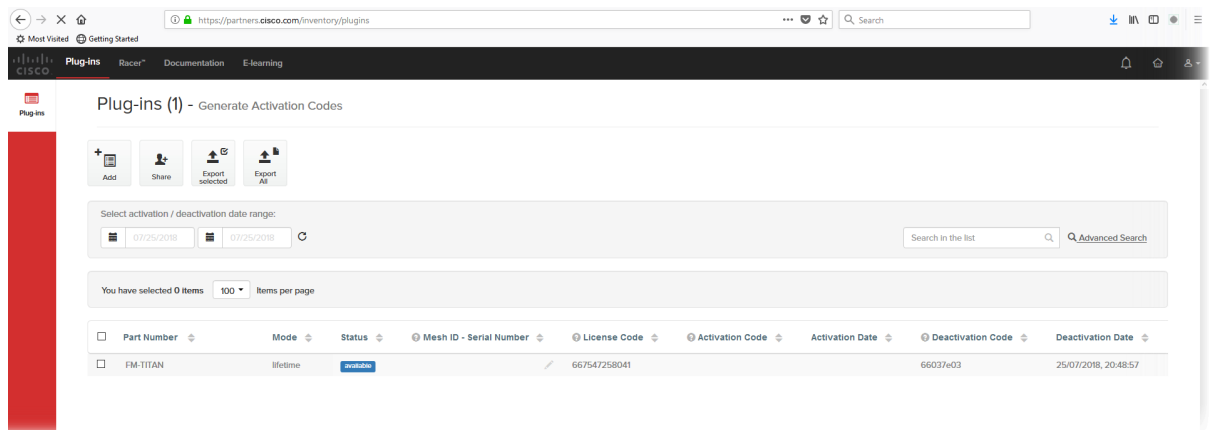 https://partners.cisco.com/inventory/plugins
Search
Most Visited Getting Started
CISCO Plug-ins Racer™ Documentation E-learning
Plug-ins
Plug-ins (1) - Generate Activation Codes
Add Share Export selected Export All
Select activation / deactivation date range:
07/25/2018 07/25/2018 Search in the list Advanced Search
You have selected 0 items 100 Items per page
Part Number Mode Status Mesh ID - Serial Number License Code Activation Code Activation Date Deactivation Code Deactivation Date
FM-TITAN lifetime available 667547258041 66037e03 25/07/2018, 20:48:57